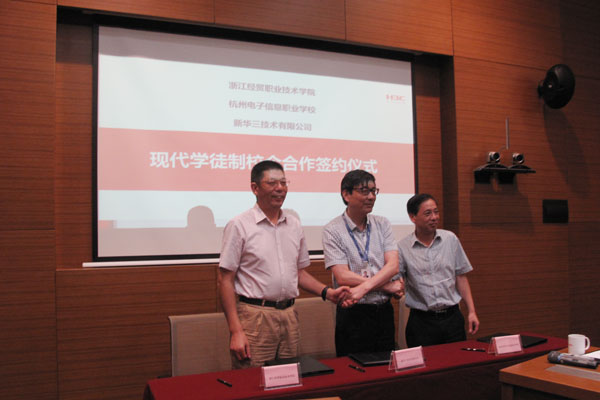 浙江经贸职业技术学院
杭州电子信息职业学校
新华三技术有限公司
H3C
现代学徒制校企合作签约仪式